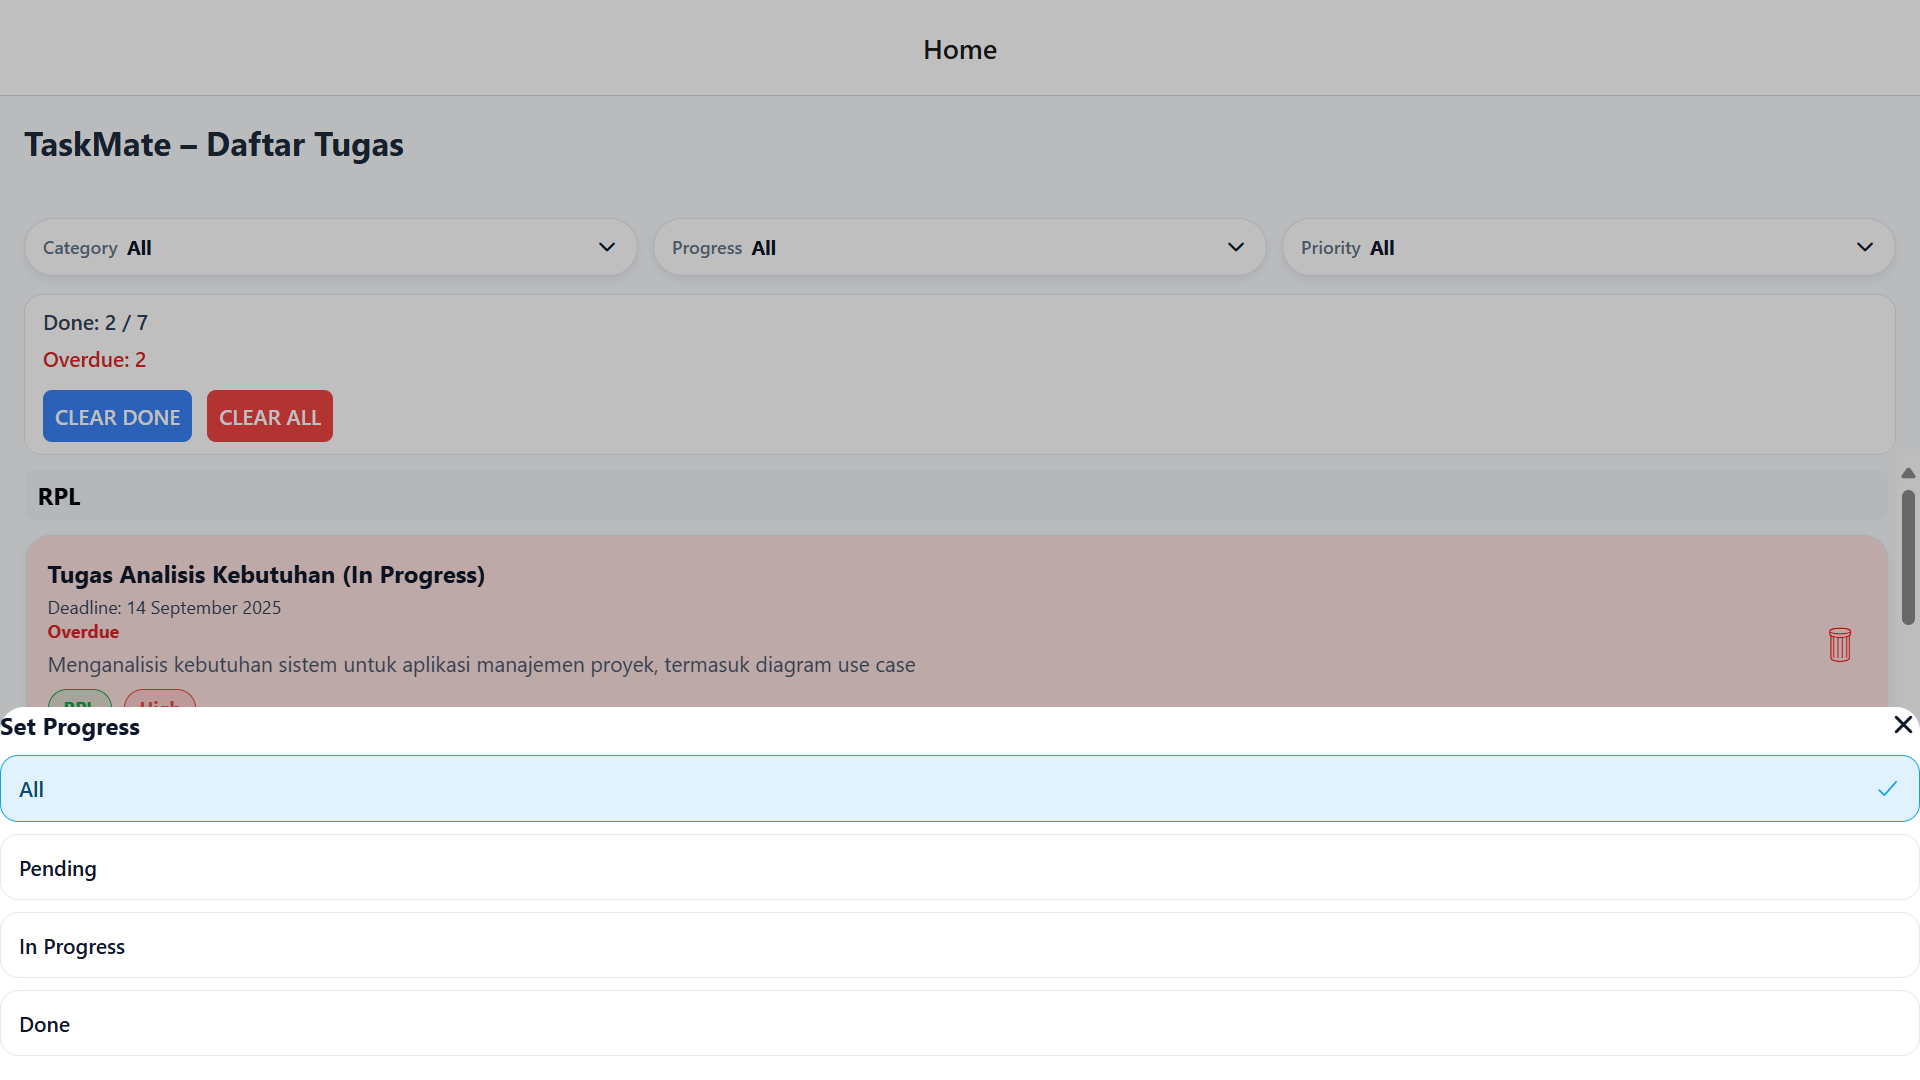 Home
TaskMate – Daftar Tugas
Category All
Progress All
Priority All
Done: 2 / 7
Overdue: 2
CLEAR DONE
CLEAR ALL
RPL
Tugas Analisis Kebutuhan (In Progress)
Deadline: 14 September 2025
Overdue
Menganalisis kebutuhan sistem untuk aplikasi manajemen proyek, termasuk diagram use case
RPL
High
Set Progress
All
Pending
In Progress
Done